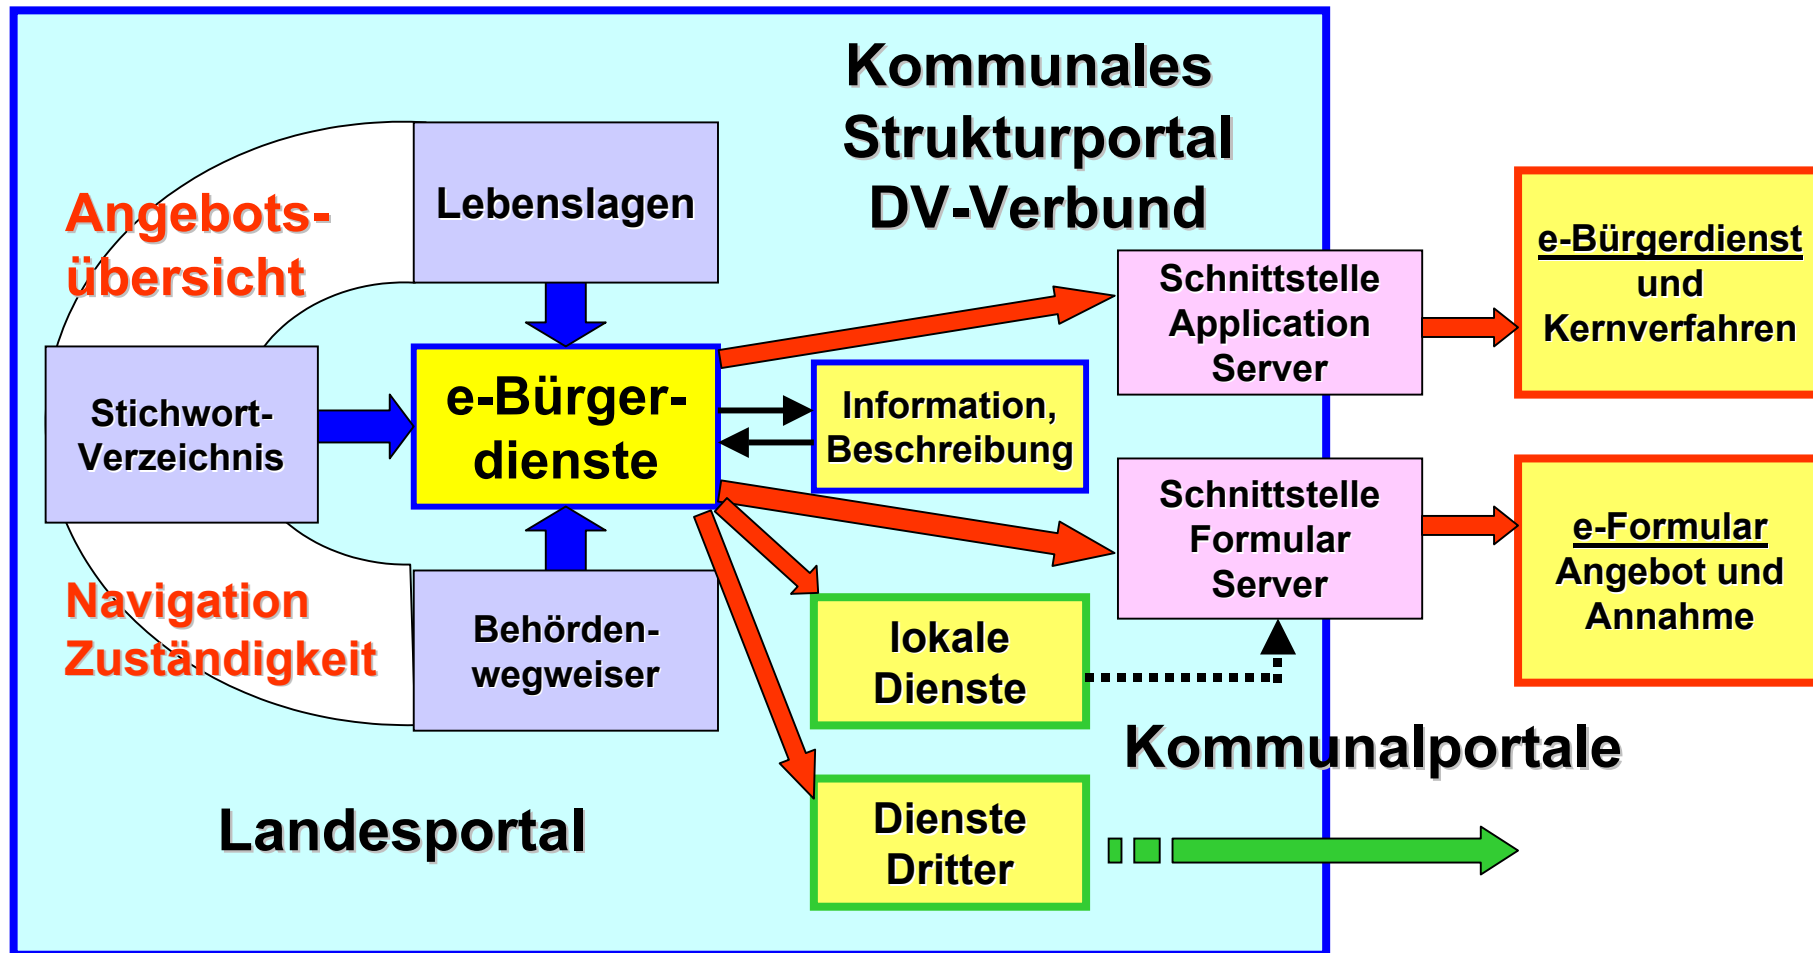 Kommunales
Strukturportal
DV-Verbund
Angebots-
übersicht
Lebenslagen
Stichwort-
Verzeichnis
e-Bürger-
dienste
Information,
Beschreibung
Schnittstelle
Application
Server
e-Bürgerdienst
und
Kernverfahren
Schnittstelle
Formular
Server
e-Formular
Angebot und
Annahme
Navigation
Zuständigkeit
Behörden-
wegweiser
lokale
Dienste
Kommunalportale
Landesportal
Dienste
Dritter